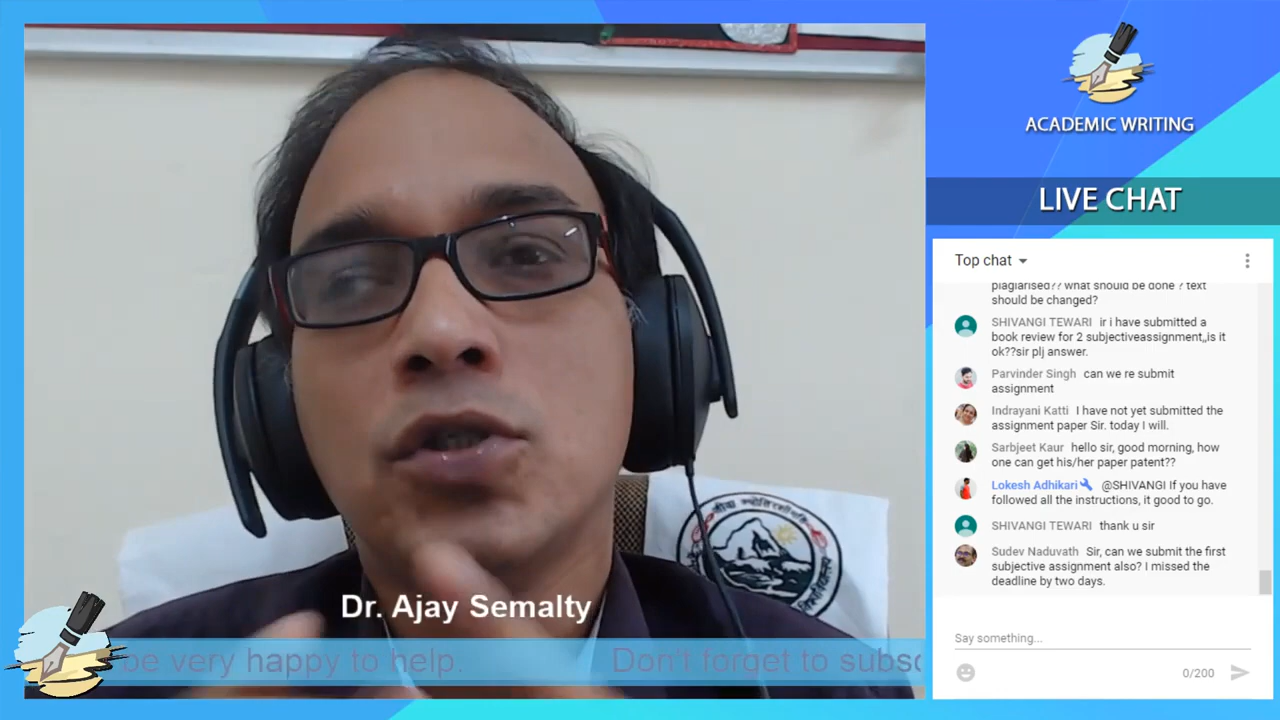 Dr. Ajay Semalty
be very happy to help. Don't forget to subsc
ACADEMIC WRITING
LIVE CHAT
Top chat
plagiarised?? what should be done ? text
should be changed?
SHIVANGI TEWARI ir i have submitted a
book review for 2 subjectiveassignment,,is it
ok??sir plj answer.
Parvinder Singh can we re submit
assignment
Indrayani Katti I have not yet submitted the
assignment paper Sir. today I will.
Sarbjeet Kaur hello sir, good morning, how
one can get his/her paper patent??
Lokesh Adhikari @SHIVANGI If you have
followed all the instructions, it good to go.
SHIVANGI TEWARI thank u sir
Sudev Naduvath Sir, can we submit the first
subjective assignment also? I missed the
deadline by two days.
Say something...
0/200